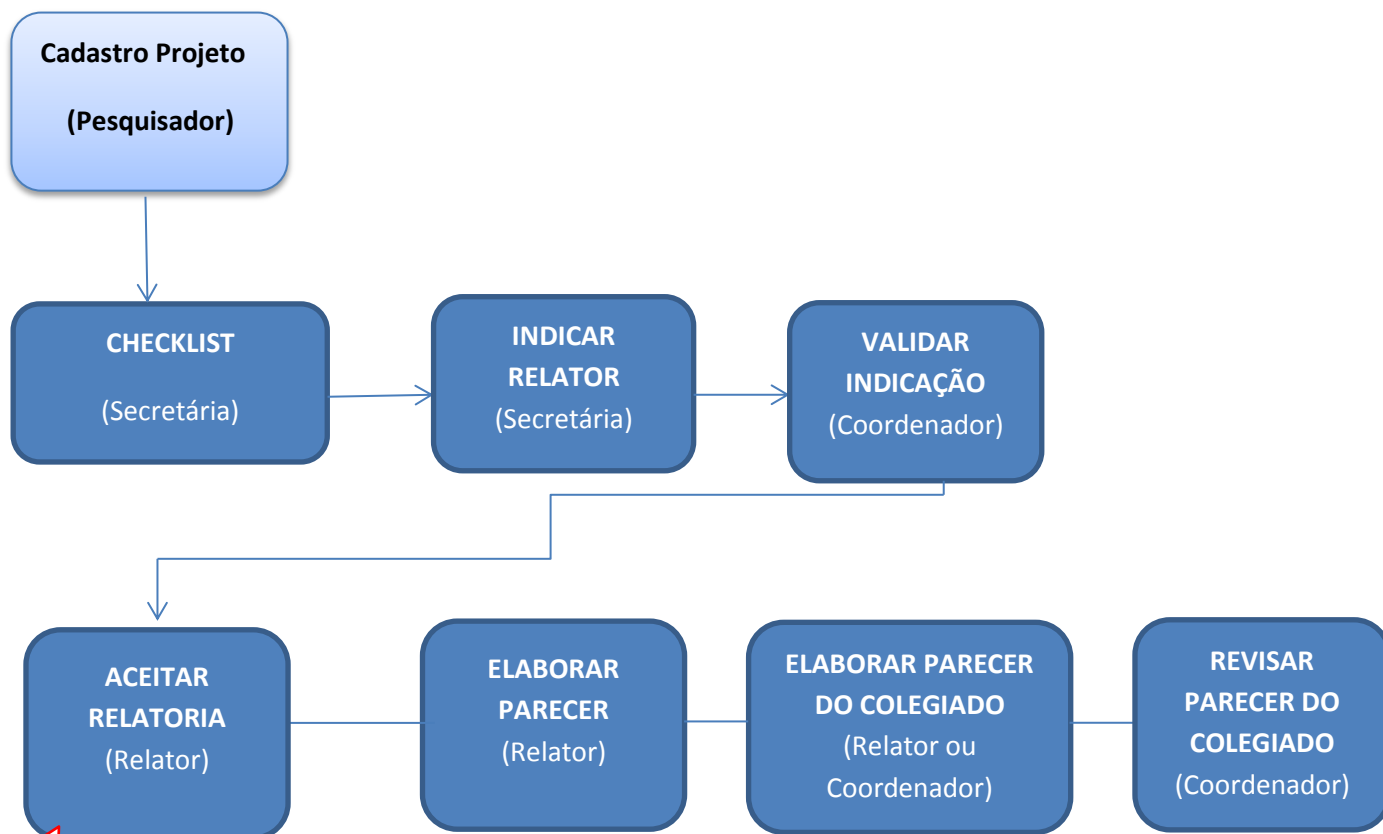 Cadastro Projeto
(Pesquisador)
CHECKLIST
(Secretária)
INDICAR
RELATOR
(Secretária)
VALIDAR
INDICAÇÃO
(Coordenador)
ACEITAR
RELATORIA
(Relator)
ELABORAR
PARECER
(Relator)
ELABORAR PARECER
DO COLEGIADO
(Relator ou
Coordenador)
REVISAR
PARECER DO
COLEGIADO
(Coordenador)